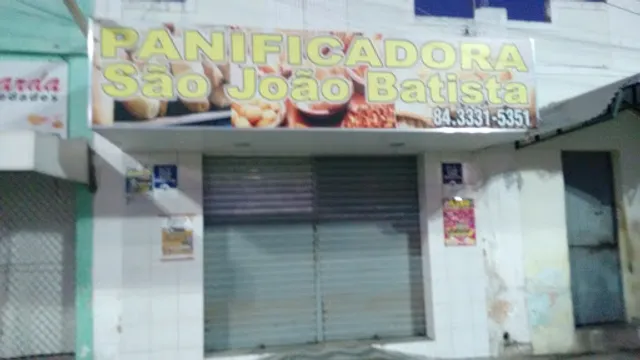 PANIFICADORA
São João Batista
84.3331-5351